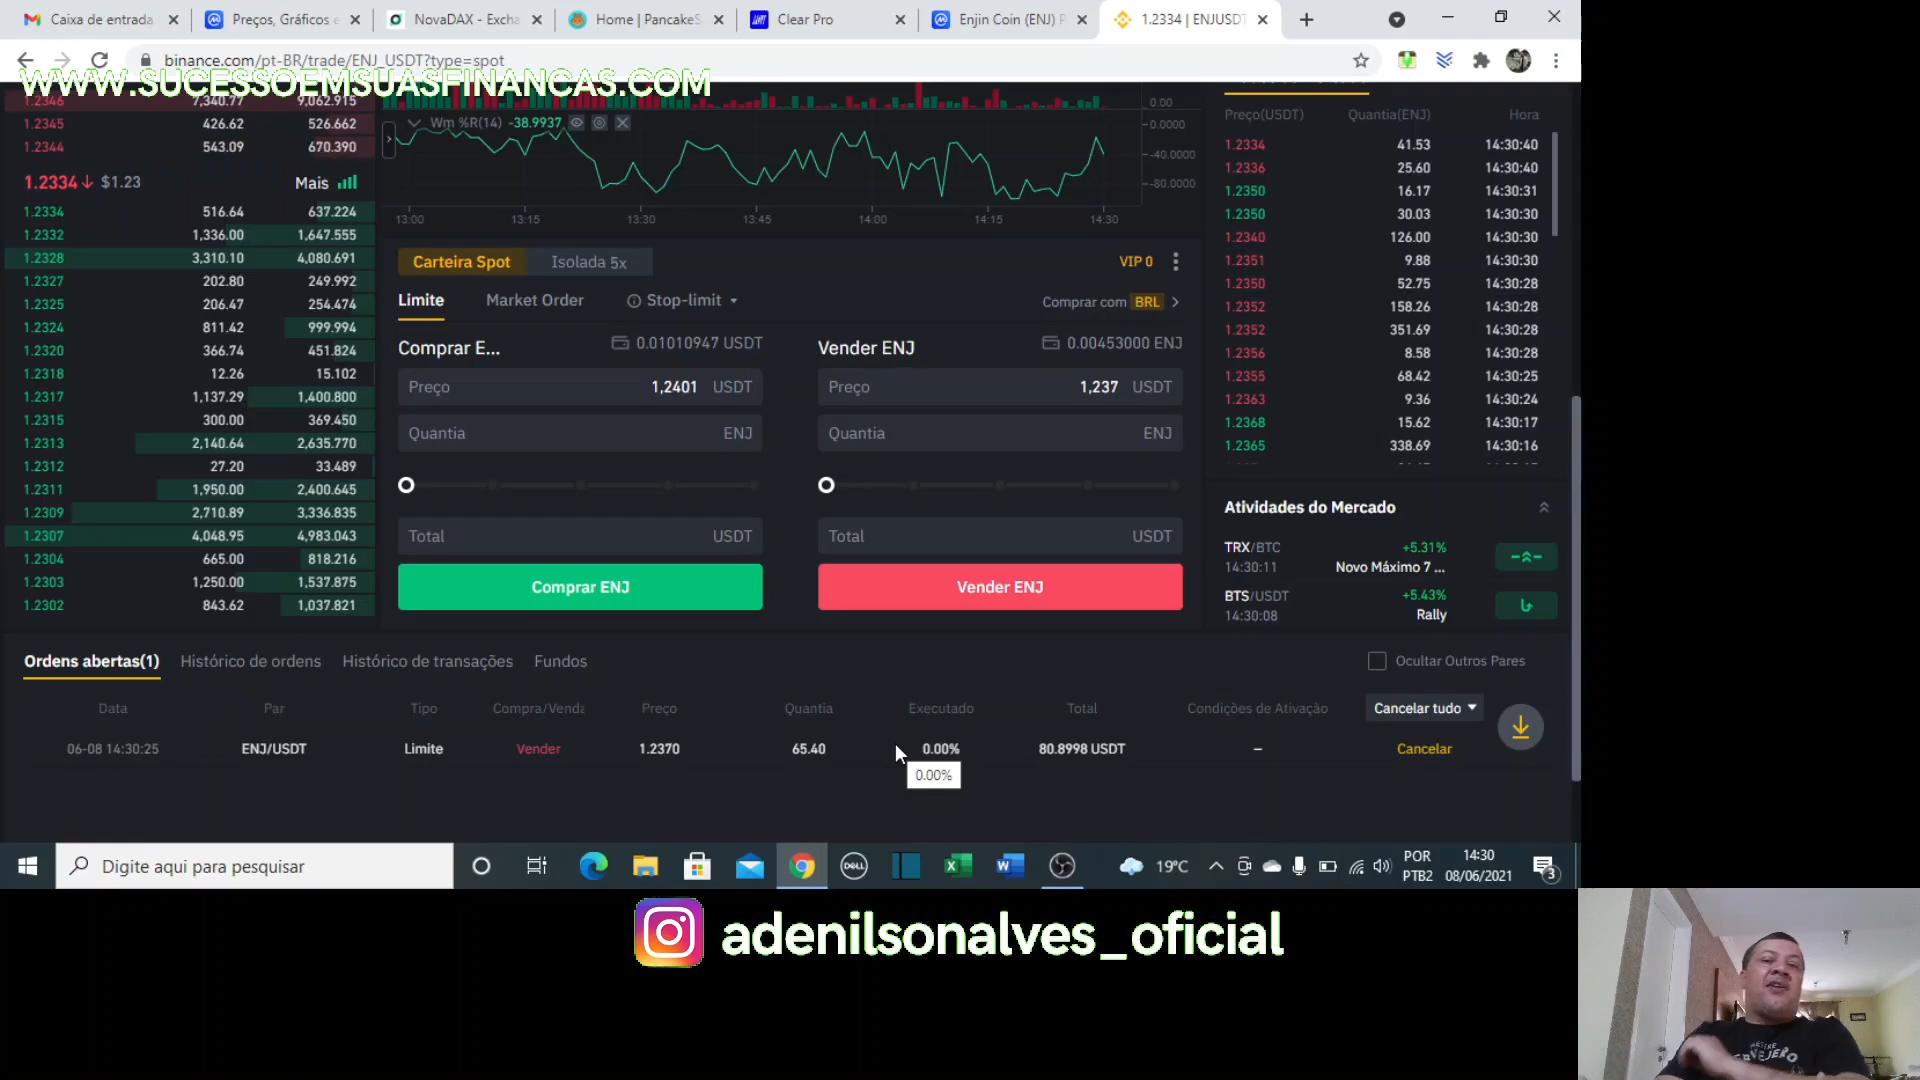 Caixa de entrada
Preços, Gráficos e
NovaDAX - Excha
Home | PancakeS
Clear Pro
Enjin Coin (ENJ) P
1.2334 | ENJUSDT
binance.com/pt-BR/trade/ENJ_USDT?type=spot
WWW.SUCESSOEMSUASFINANCAS.COM
1.2346 7,340.77 9,062.915
1.2345 426.62 526.662
1.2344 543.09 670.390
1.2334↓ $1.23 Mais
1.2334 516.64 637.224
1.2332 1,336.00 1,647.555
1.2328 3,310.10 4,080.691
1.2327 202.80 249.992
1.2325 206.47 254.474
1.2324 811.42 999.994
1.2320 366.74 451.824
1.2318 12.26 15.102
1.2317 1,137.29 1,400.800
1.2315 300.00 369.450
1.2313 2,140.64 2,635.770
1.2312 27.20 33.489
1.2311 1,950.00 2,400.645
1.2309 2,710.89 3,336.835
1.2307 4,048.95 4,983.043
1.2304 665.00 818.216
1.2303 1,250.00 1,537.875
1.2302 843.62 1,037.821
Wm %R(14) -38.9937
0.00
0.0000
-40.0000
-80.0000
13:00 13:15 13:30 13:45 14:00 14:15 14:30
Carteira Spot Isolada 5x VIP 0
Limite Market Order Stop-limit Comprar com BRL
Comprar E... 0.01010947 USDT
Preço 1,2401 USDT
Quantia ENJ
Total USDT
Comprar ENJ
Vender ENJ 0.00453000 ENJ
Preço 1,237 USDT
Quantia ENJ
Total USDT
Vender ENJ
Preço(USDT) Quantia(ENJ) Hora
1.2334 41.53 14:30:40
1.2336 25.60 14:30:40
1.2350 16.17 14:30:31
1.2350 30.03 14:30:30
1.2340 126.00 14:30:30
1.2351 9.88 14:30:30
1.2350 52.75 14:30:28
1.2352 158.26 14:30:28
1.2352 351.69 14:30:28
1.2356 8.58 14:30:28
1.2355 68.42 14:30:25
1.2363 9.36 14:30:24
1.2368 15.62 14:30:17
1.2365 338.69 14:30:16
Atividades do Mercado
TRX/BTC +5.31%
14:30:11 Novo Máximo 7 ...
BTS/USDT +5.43%
14:30:08 Rally
Ordens abertas(1) Histórico de ordens Histórico de transações Fundos Ocultar Outros Pares
Data Par Tipo Compra/Venda Preço Quantia Executado Total Condições de Ativação Cancelar tudo
06-08 14:30:25 ENJ/USDT Limite Vender 1.2370 65.40 0.00% 80.8998 USDT – Cancelar
0.00%
Digite aqui para pesquisar
DELL
19°C
POR
PTB2
14:30
08/06/2021
3
adenilsonalves_oficial